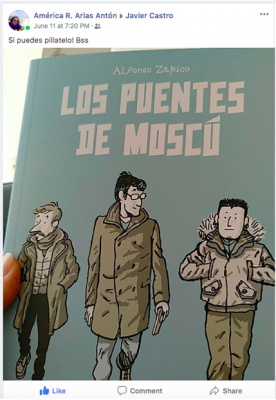 América R. Arias Antón ▸ Javier Castro
June 11 at 7:20 PM ·
Si puedes píllatelo! Bss
Alfonso Zapico
LOS PUENTES
DE MOSCÚ
Like
Comment
Share